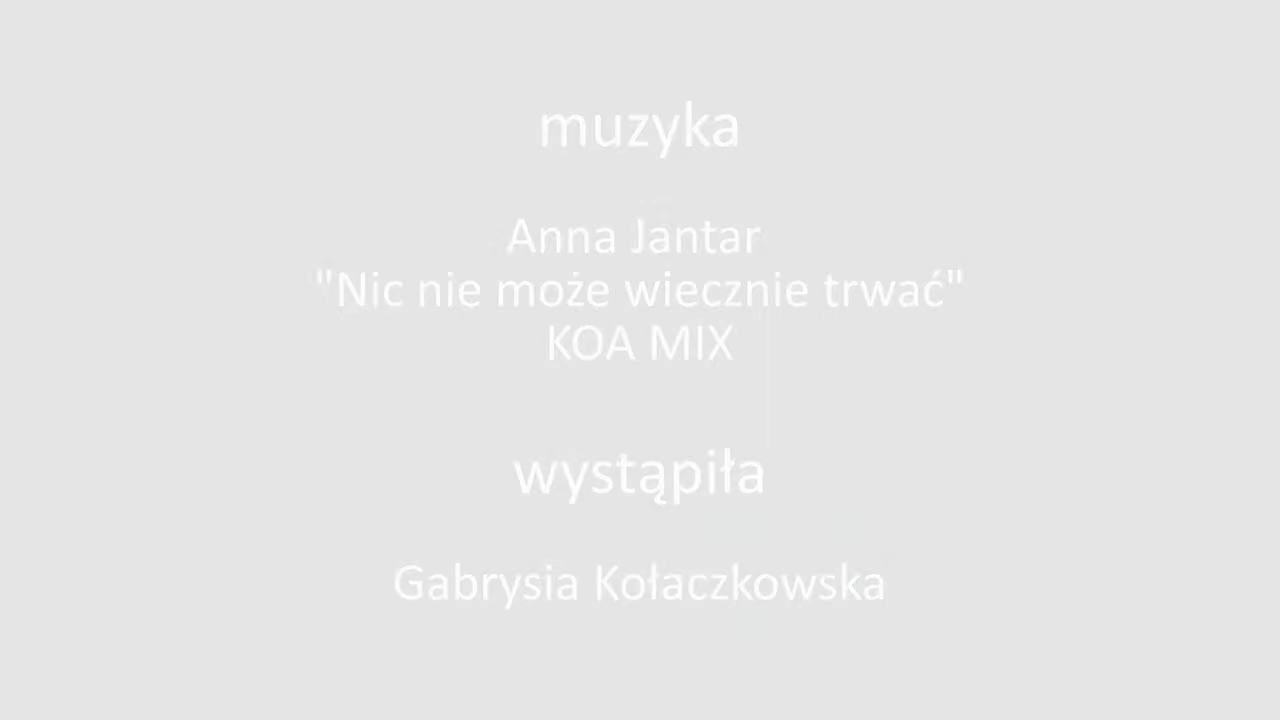 muzyka
Anna Jantar
"Nic nie może wiecznie trwać"
KOA MIX
wystąpiła
Gabrysia Kołaczkowska